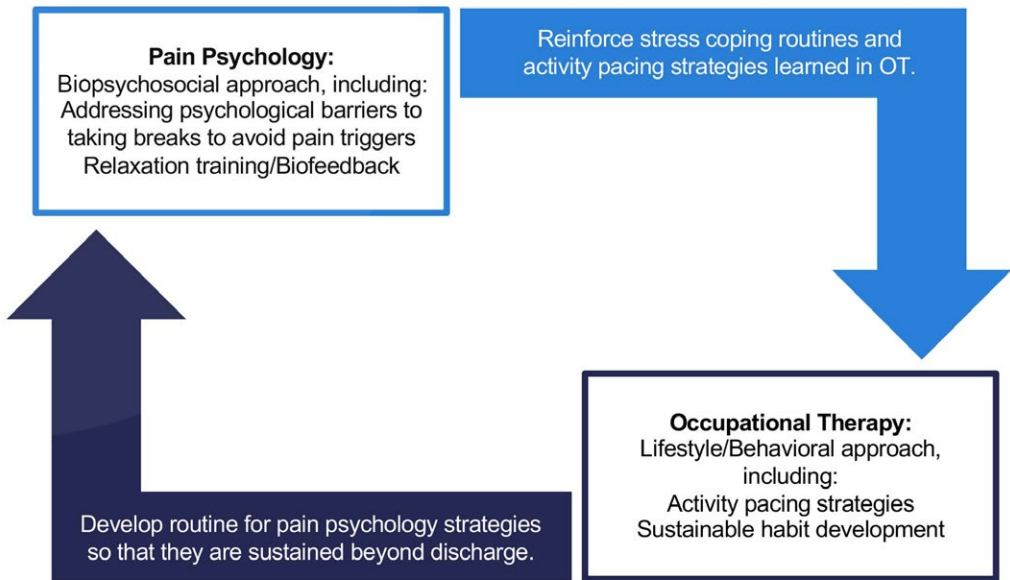 Pain Psychology:
Biopsychosocial approach, including:
Addressing psychological barriers to
taking breaks to avoid pain triggers
Relaxation training/Biofeedback
Reinforce stress coping routines and
activity pacing strategies learned in OT.
Occupational Therapy:
Lifestyle/Behavioral approach,
including:
Activity pacing strategies
Sustainable habit development
Develop routine for pain psychology strategies
so that they are sustained beyond discharge.